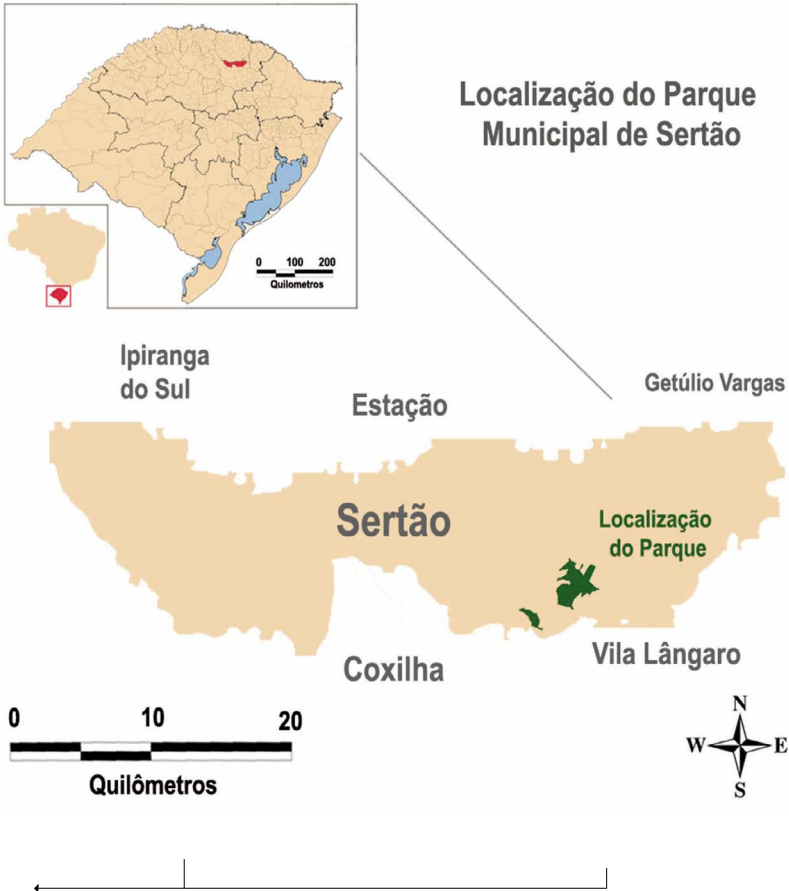 Localização do Parque
Municipal de Sertão
0 100 200
Quilometros
Ipiranga
do Sul
Estação
Getúlio Vargas
Sertão
Localização
do Parque
Coxilha
Vila Lângaro
0 10 20
Quilômetros
N
W E
S